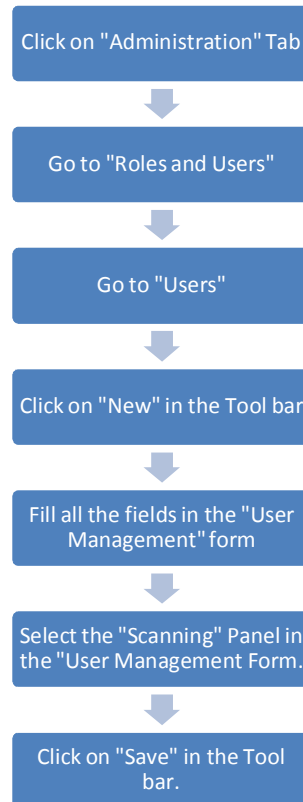 Click on "Administration" Tab
Go to "Roles and Users"
Go to "Users"
Click on "New" in the Tool bar
Fill all the fields in the "User
Management" form
Select the "Scanning" Panel in
the "User Management Form.
Click on "Save" in the Tool
bar.